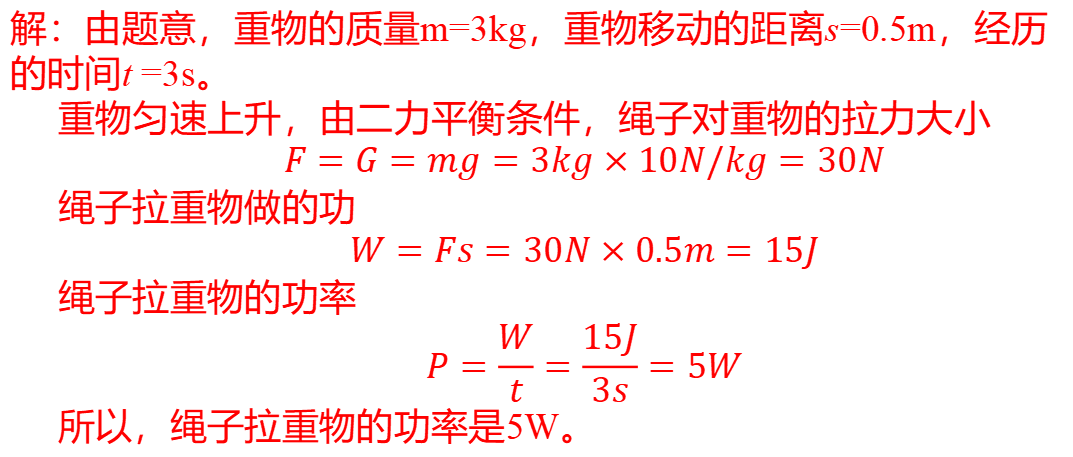 解：由题意，重物的质量m=3kg，重物移动的距离s=0.5m，经历
的时间t =3s。
重物匀速上升，由二力平衡条件，绳子对重物的拉力大小
F = G = mg = 3kg × 10N/kg = 30N
绳子拉重物做的功
W = Fs = 30N × 0.5m = 15J
绳子拉重物的功率
P = W/t = 15J/3s = 5W
所以，绳子拉重物的功率是5W。